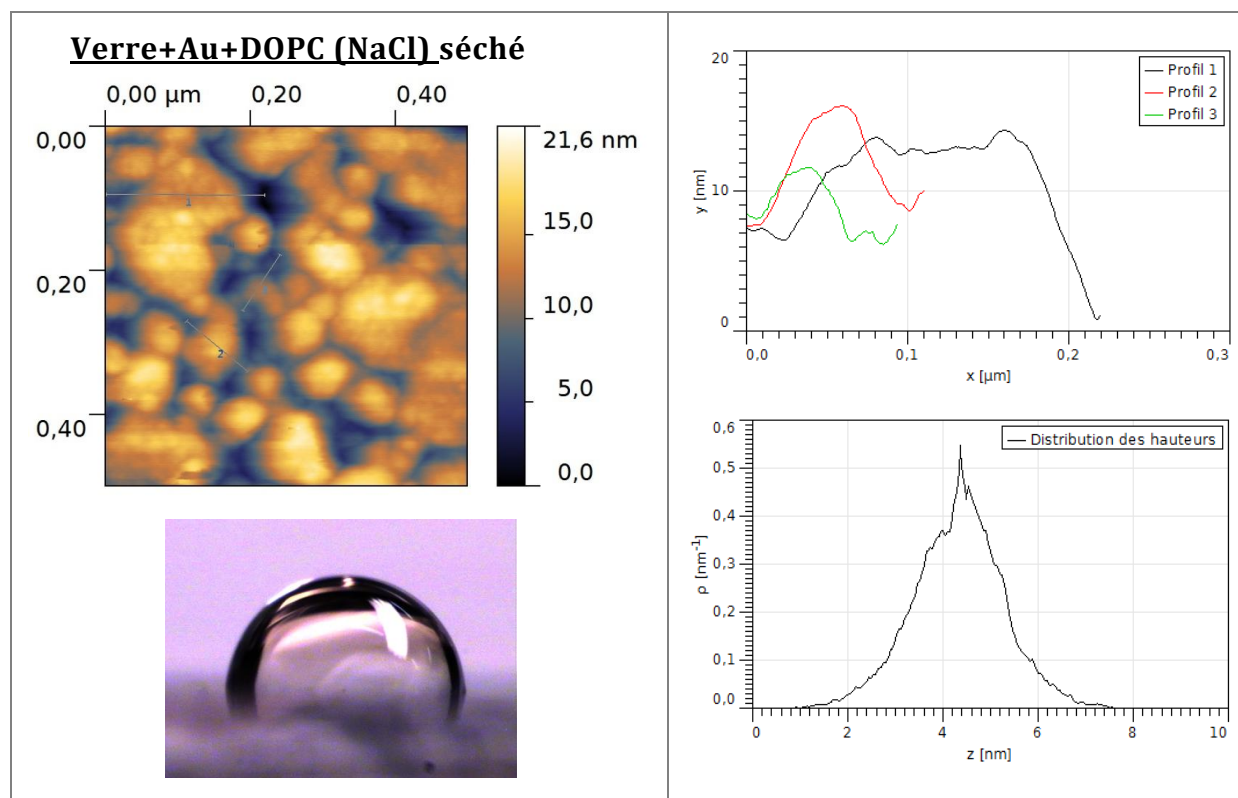 Verre+Au+DOPC (NaCl) séché
0,00 µm 0,20 0,40
0,00
0,20
0,40
21,6 nm
15,0
10,0
5,0
0,0
1
2
20
10
0
y [nm]
Profil 1
Profil 2
Profil 3
0,0 0,1 0,2 0,3
x [µm]
0,6
0,5
0,4
0,3
0,2
0,1
0,0
ρ [nm-1]
Distribution des hauteurs
0 2 4 6 8 10
z [nm]